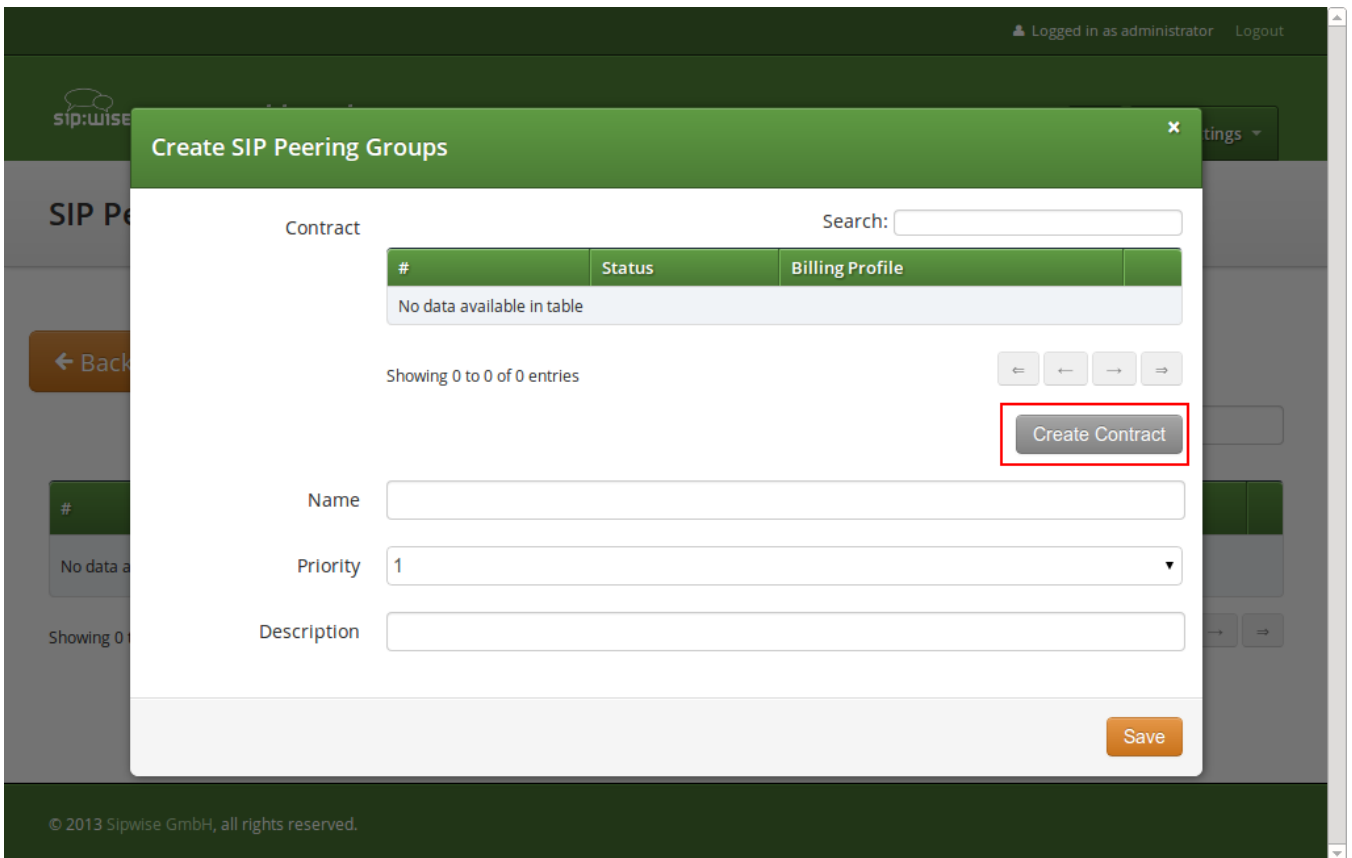 Logged in as administrator Logout
sip:wise
tings
Create SIP Peering Groups ×
SIP Pe
Contract Search:
# Status Billing Profile
No data available in table
← Back
Showing 0 to 0 of 0 entries ⇐ ← → ⇒
Create Contract
Name
#
Priority 1
No data a
Description
Showing 0 t → ⇒
Save
© 2013 Sipwise GmbH, all rights reserved.